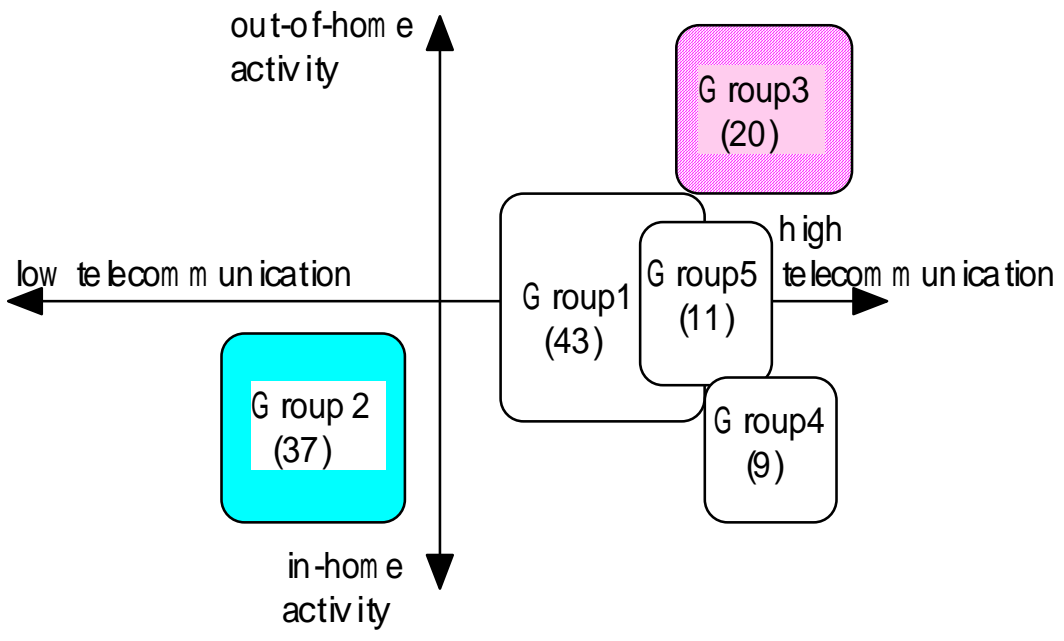 out-of-home
activity
Group3
(20)
high
low telecommunication
telecommunication
Group5
(11)
Group1
(43)
Group 2
(37)
Group4
(9)
in-home
activity